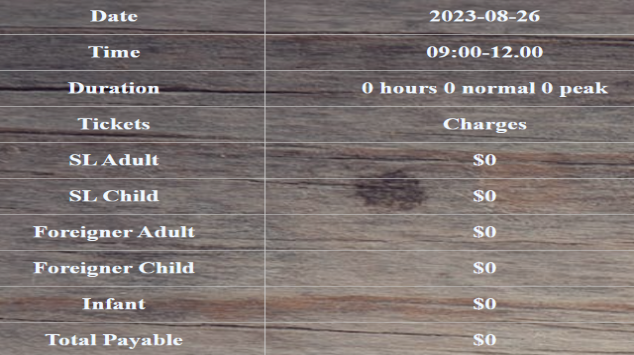 Date 2023-08-26
Time 09:00-12.00
Duration 0 hours 0 normal 0 peak
Tickets Charges
SL Adult $0
SL Child $0
Foreigner Adult $0
Foreigner Child $0
Infant $0
Total Payable $0